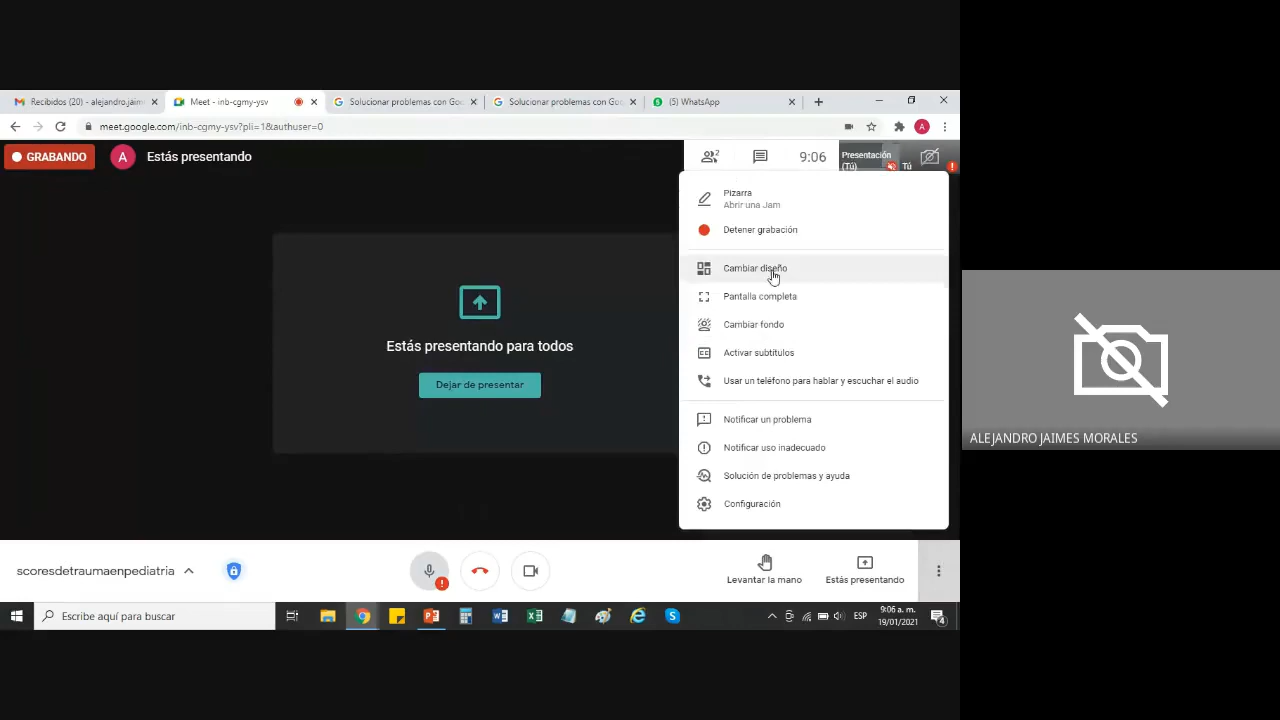 Recibidos (20) - alejandro.jaim
Meet - inb-cgmy-ysv
Solucionar problemas con Goo
Solucionar problemas con Goo
(5) WhatsApp
meet.google.com/inb-cgmy-ysv?pli=1&authuser=0
GRABANDO
A
Estás presentando
2
9:06
Presentación
(Tú)
Tú
A
Pizarra
Abrir una Jam
Detener grabación
Cambiar diseño
Pantalla completa
Cambiar fondo
Activar subtítulos
Usar un teléfono para hablar y escuchar el audio
Notificar un problema
Notificar uso inadecuado
Solución de problemas y ayuda
Configuración
Estás presentando para todos
Dejar de presentar
ALEJANDRO JAIMES MORALES
scoresdetraumaenpediatria
Levantar la mano
Estás presentando
Escribe aquí para buscar
ESP
9:06 a. m.
19/01/2021
4